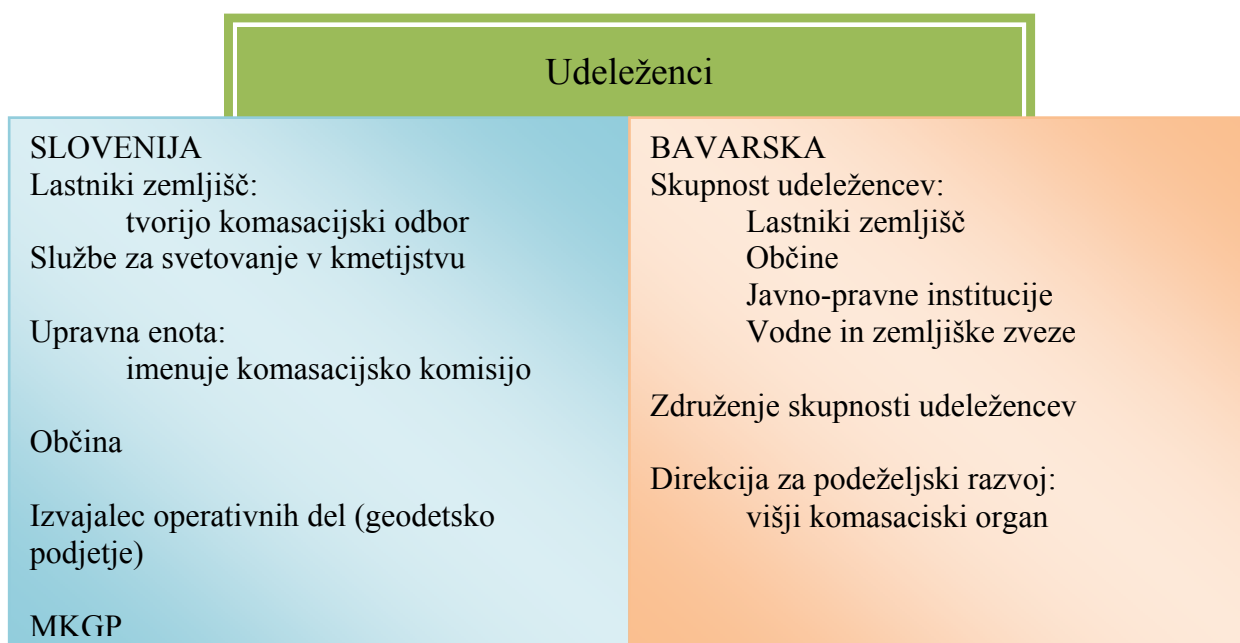 Udeleženci
SLOVENIJA
Lastniki zemljišč:
tvorijo komasacijski odbor
Službe za svetovanje v kmetijstvu
Upravna enota:
imenuje komasacijsko komisijo
Občina
Izvajalec operativnih del (geodetsko
podjetje)
MKGP
BAVARSKA
Skupnost udeležencev:
Lastniki zemljišč
Občine
Javno-pravne institucije
Vodne in zemljiške zveze
Združenje skupnosti udeležencev
Direkcija za podeželjski razvoj:
višji komasaciski organ